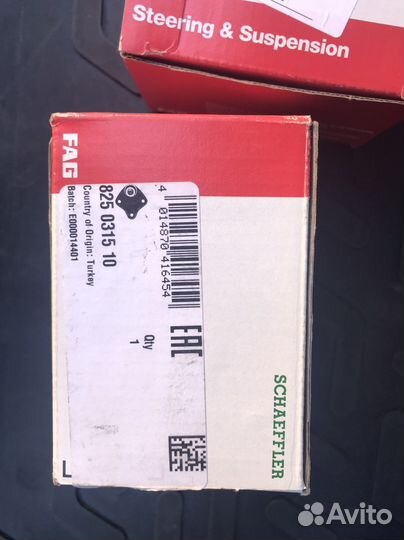 Steering & Suspension
FAG
825 0315 10
Country of Origin: Turkey
Batch: E000014401
4 014870 416454
EAC
Qty
1
SCHAEFFLER
Avito